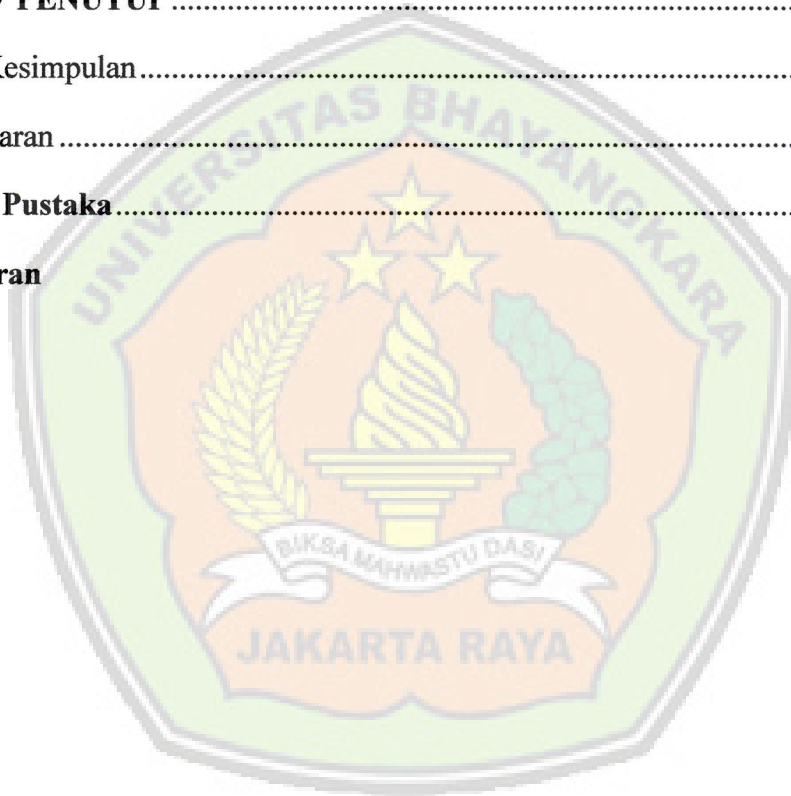 PENUTUP ........................................................................
Kesimpulan ........................................................................
aran ........................................................................
Pustaka ........................................................................
ran
UNIVERSITAS BHAYANGKARA
BIKSA MAHWASTU DASI
JAKARTA RAYA